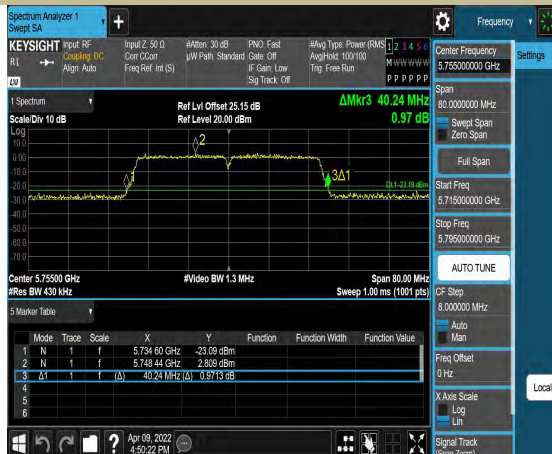 Spectrum Analyzer 1
Swept SA
Frequency
KEYSIGHT
RL
Input: RF
Coupling: DC
Align: Auto
Input Z: 50 Ω
Corr CCorr
Freq Ref: Int (S)
#Atten: 30 dB
µW Path: Standard
PNO: Fast
Gate: Off
IF Gain: Low
Sig Track: Off
#Avg Type: Power (RMS
Avg|Hold: 100/100
Trig: Free Run
1 2 3 4 5 6
M W W W W W
P P P P P P
LXI
1 Spectrum
Scale/Div 10 dB
Ref Lvl Offset 25.15 dB
Ref Level 20.00 dBm
ΔMkr3 40.24 MHz
0.97 dB
Log
10.0
0.00
-10.0
-20.0
-30.0
-40.0
-50.0
-60.0
-70.0
2
3Δ1
DL1 -23.19 dBm
Center 5.75500 GHz
#Res BW 430 kHz
#Video BW 1.3 MHz
Span 80.00 MHz
Sweep 1.00 ms (1001 pts)
5 Marker Table
Mode Trace Scale X Y Function Function Width Function Value
1 N 1 f 5.734 60 GHz -23.09 dBm
2 N 1 f 5.748 44 GHz 2.809 dBm
3 Δ1 1 f (Δ) 40.24 MHz (Δ) 0.9713 dB
4
5
6
Apr 09, 2022
4:50:22 PM
Center Frequency
5.755000000 GHz
Settings
Span
80.0000000 MHz
Swept Span
Zero Span
Full Span
Start Freq
5.715000000 GHz
Stop Freq
5.795000000 GHz
AUTO TUNE
CF Step
8.000000 MHz
Auto
Man
Freq Offset
0 Hz
Local
X Axis Scale
Log
Lin
Signal Track
(Span Zoom)